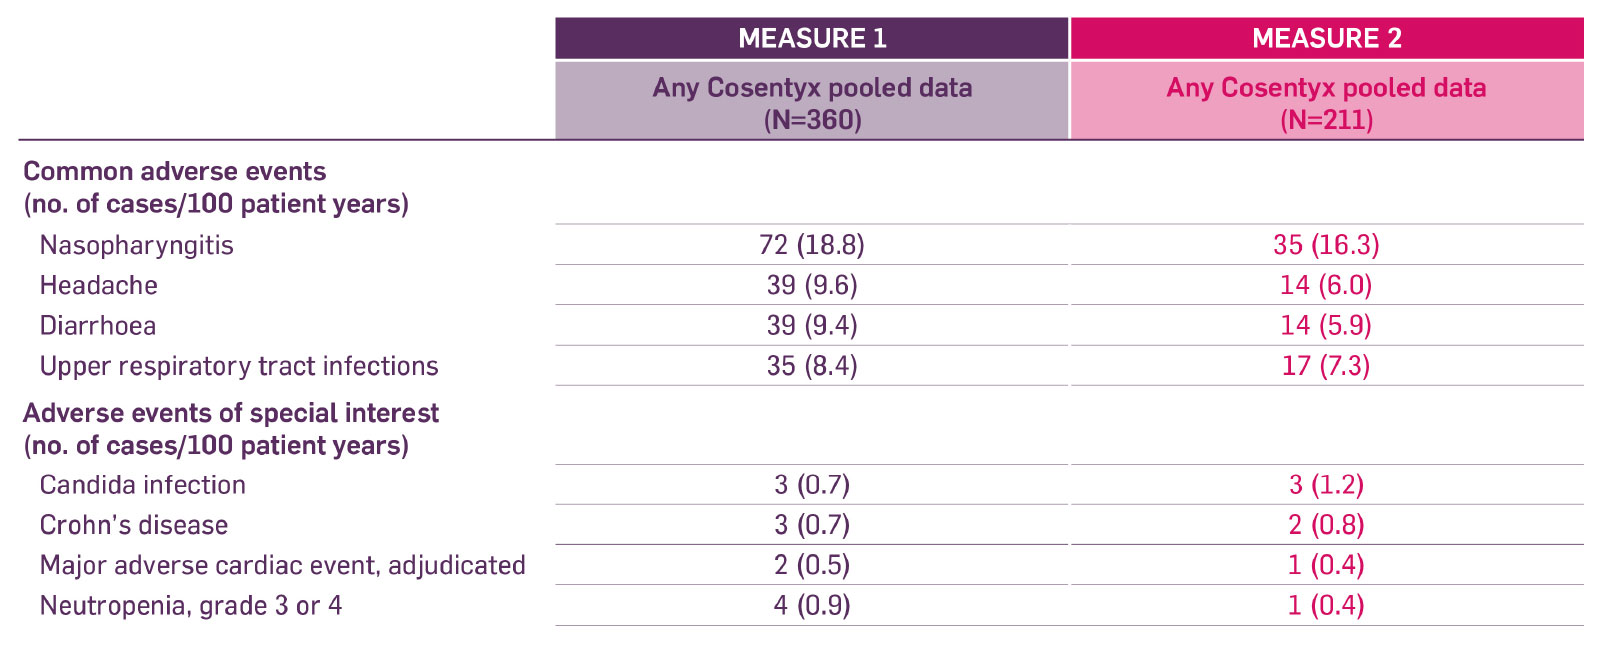 MEASURE 1 MEASURE 2
Any Cosentyx pooled data Any Cosentyx pooled data
(N=360) (N=211)
Common adverse events
(no. of cases/100 patient years)
Nasopharyngitis 72 (18.8) 35 (16.3)
Headache 39 (9.6) 14 (6.0)
Diarrhoea 39 (9.4) 14 (5.9)
Upper respiratory tract infections 35 (8.4) 17 (7.3)
Adverse events of special interest
(no. of cases/100 patient years)
Candida infection 3 (0.7) 3 (1.2)
Crohn’s disease 3 (0.7) 2 (0.8)
Major adverse cardiac event, adjudicated 2 (0.5) 1 (0.4)
Neutropenia, grade 3 or 4 4 (0.9) 1 (0.4)